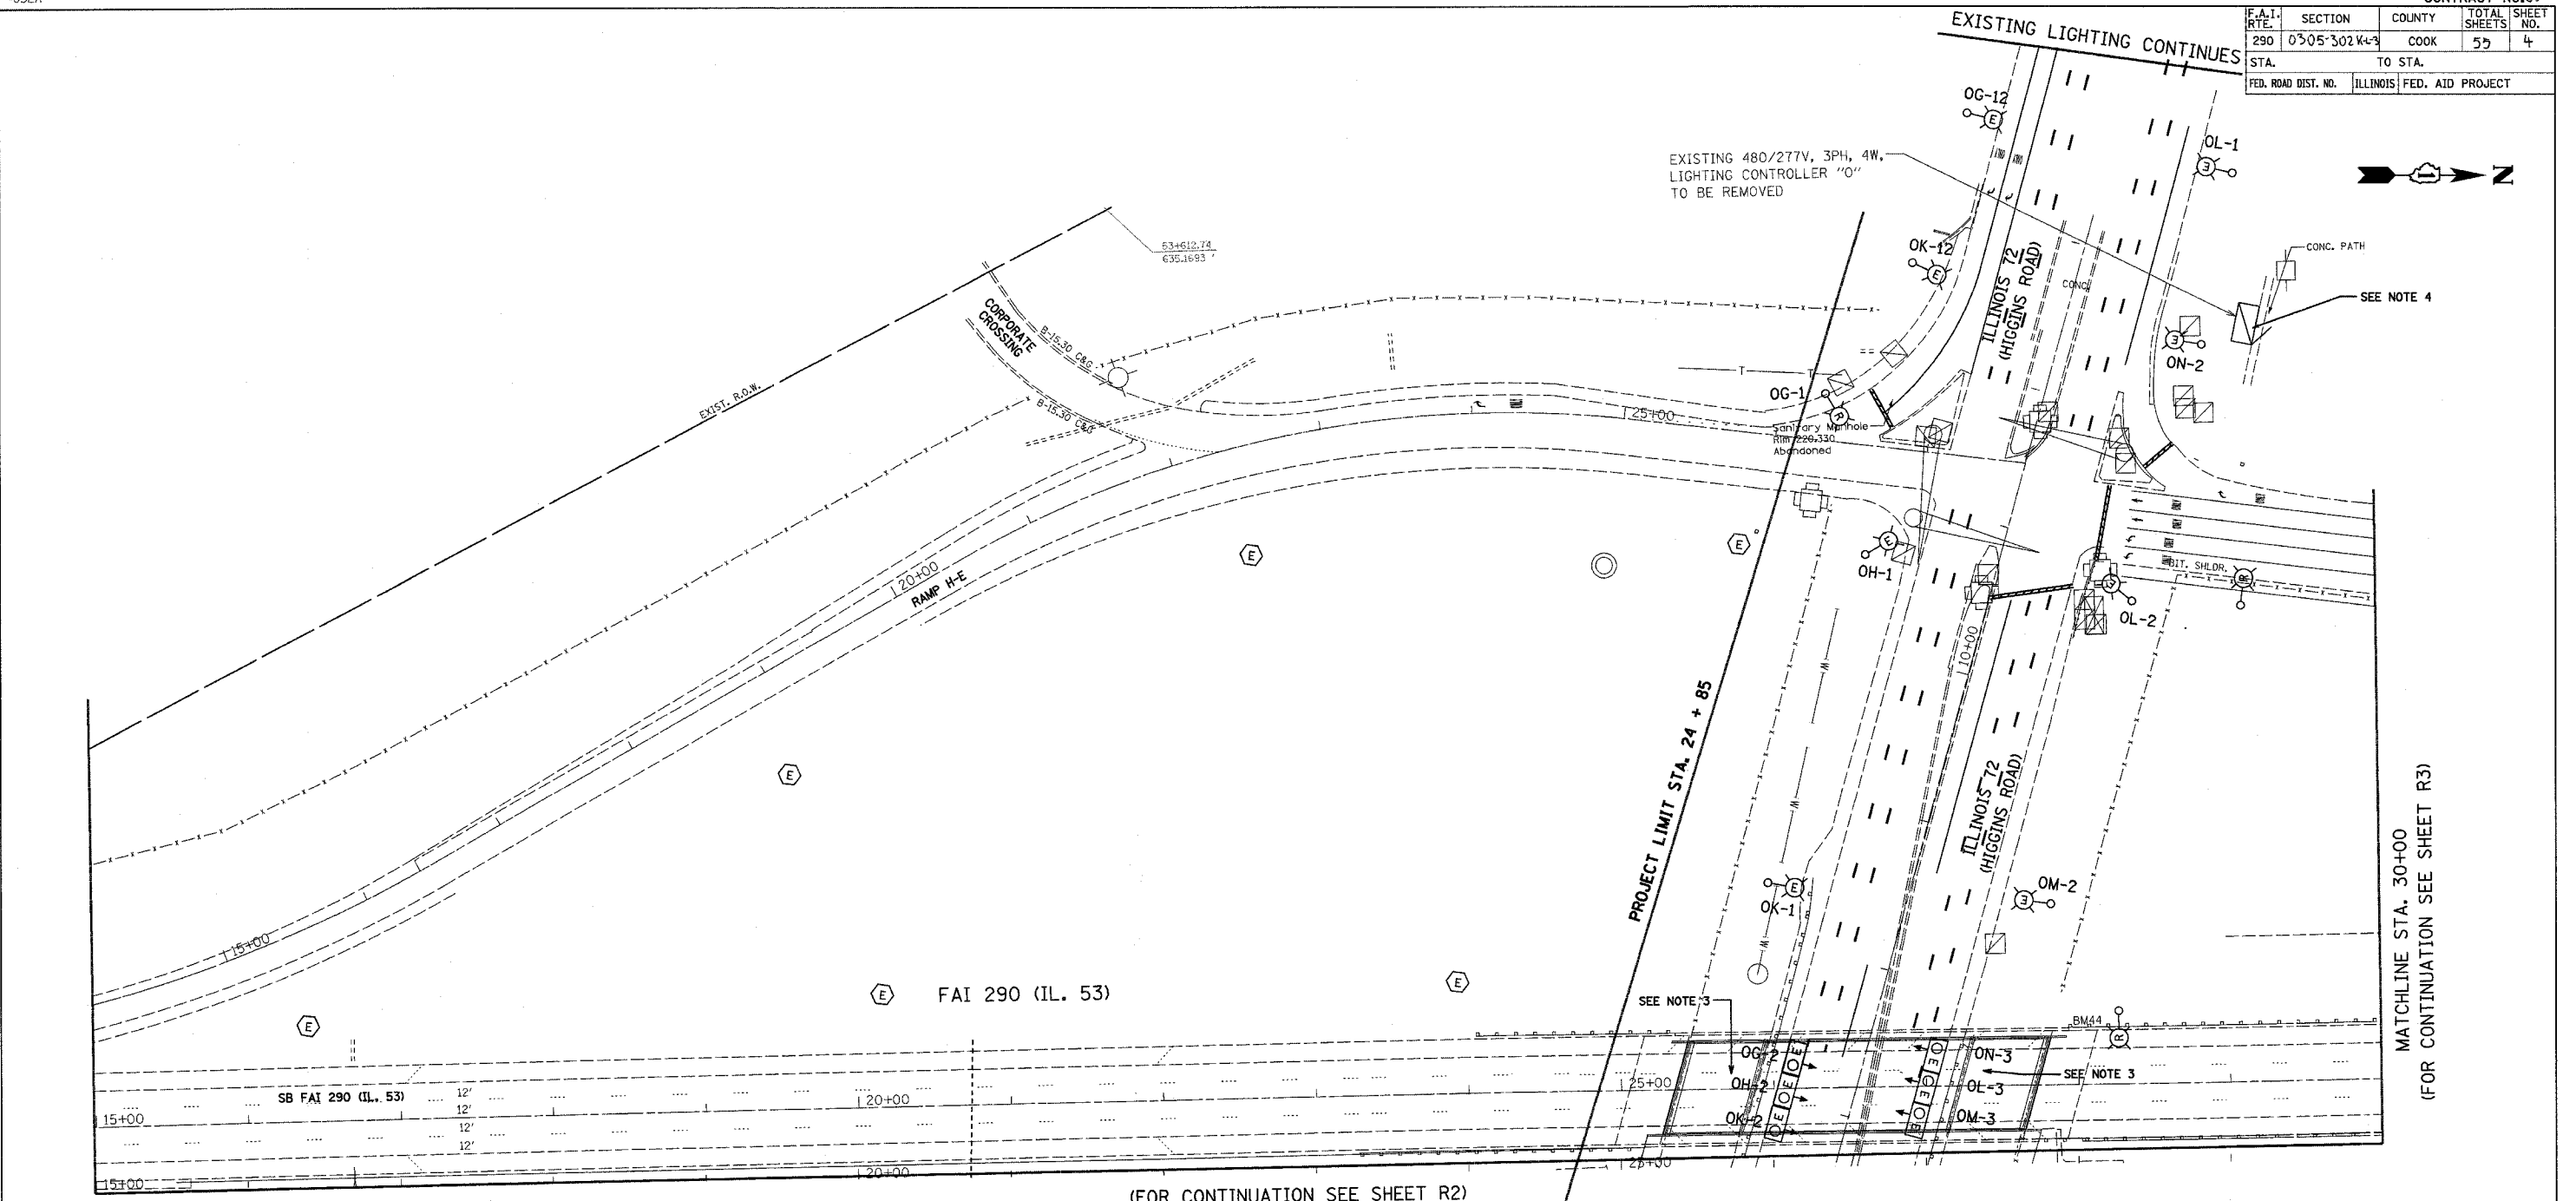 EXISTING LIGHTING CONTINUES
F.A.I. RTE.
SECTION
COUNTY
TOTAL SHEETS
SHEET NO.
290
0305-302 K-L-3
COOK
55
4
STA.
TO STA.
FED. ROAD DIST. NO.
ILLINOIS
FED. AID PROJECT
OG-12
OL-1
N
EXISTING 480/277V, 3PH, 4W,
LIGHTING CONTROLLER "O"
TO BE REMOVED
CONC. PATH
SEE NOTE 4
OK-12
ILLINOIS 72
(HIGGINS ROAD)
CONC.
ON-2
53+612.74
635.1693 '
CORPORATE
CROSSING
B-15.30 C&G
B-15.30 C&G
EXIST. R.O.W.
OG-1
R
25+00
Sanitary Manhole
Rim 220.330
Abandoned
T
T
OH-1
BIT. SHLDR.
R
OL-2
10+00
20+00
RAMP H-E
E
E
E
E
PROJECT LIMIT STA. 24 + 85
W
W
W
ILLINOIS 72
(HIGGINS ROAD)
OK-1
OM-2
MATCHLINE STA. 30+00
(FOR CONTINUATION SEE SHEET R3)
15+00
E
FAI 290 (IL. 53)
E
E
SEE NOTE 3
BM44
R
OG-2
OH-2
OK-2
ON-3
OL-3
OM-3
SEE NOTE 3
SB FAI 290 (IL. 53)
12'
12'
12'
12'
15+00
20+00
25+00
15+00
20+00
25+00
(FOR CONTINUATION SEE SHEET R2)